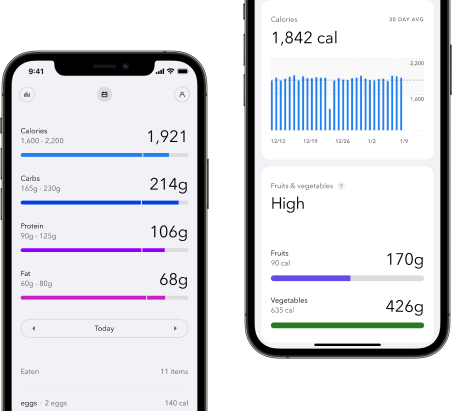 9:41
Calories
1,600 - 2,200
1,921
Carbs
165g - 230g
214g
Protein
90g - 125g
106g
Fat
60g - 80g
68g
Today
Eaten
11 items
eggs · 2 eggs
140 cal
Calories
30 DAY AVG
1,842 cal
2,200
1,600
12/12 12/19 12/26 1/2 1/9
Fruits & vegetables ?
High
Fruits
90 cal
170g
Vegetables
635 cal
426g